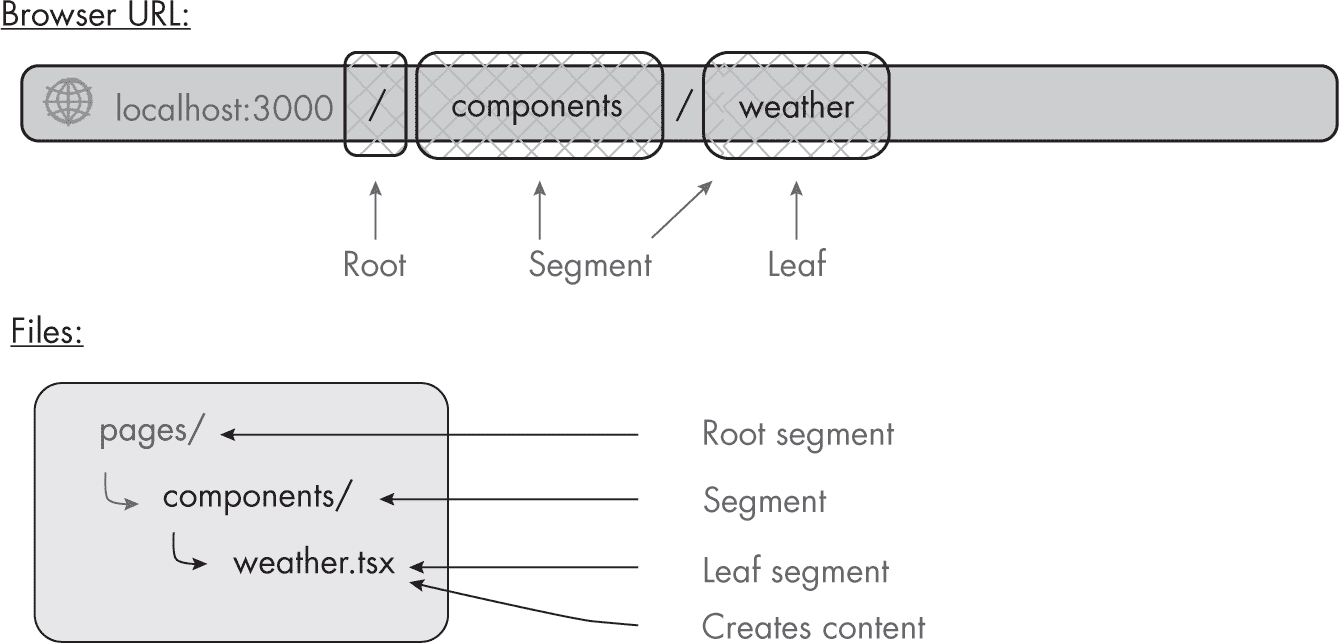 Browser URL:
localhost:3000 / components / weather
Root Segment Leaf
Files:
pages/ Root segment
components/ Segment
weather.tsx Leaf segment
Creates content